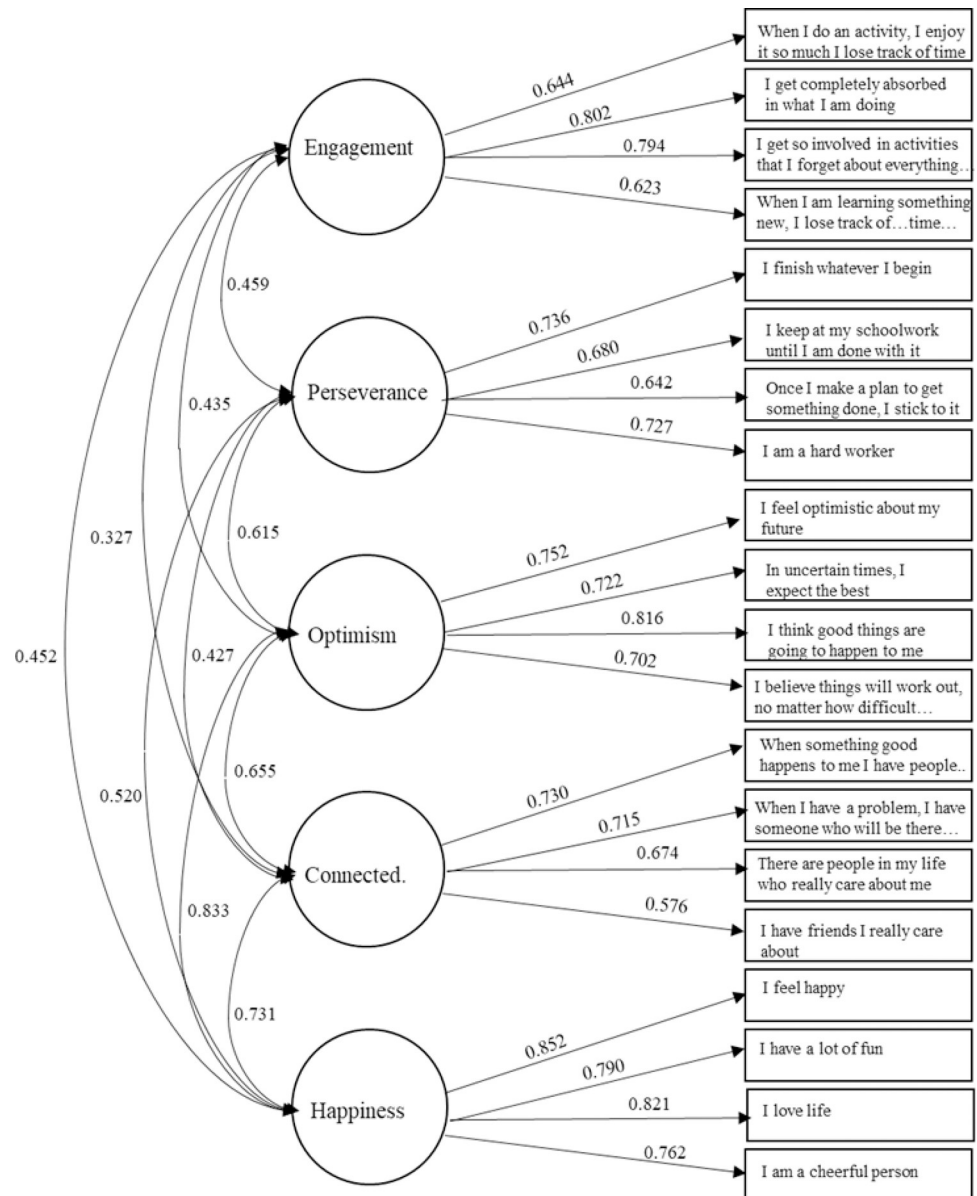 When I do an activity, I enjoy
it so much I lose track of time
0.644
I get completely absorbed
in what I am doing
0.802
Engagement
0.794
I get so involved in activities
that I forget about everything…
0.623
When I am learning something
new, I lose track of…time…
0.459
I finish whatever I begin
0.736
I keep at my schoolwork
until I am done with it
0.680
Perseverance
0.642
Once I make a plan to get
something done, I stick to it
0.435
0.727
I am a hard worker
I feel optimistic about my
future
0.327
0.615
0.752
In uncertain times, I
expect the best
0.722
0.816
Optimism
I think good things are
going to happen to me
0.452
0.427
0.702
I believe things will work out,
no matter how difficult…
When something good
happens to me I have people..
0.655
0.520
0.730
When I have a problem, I have
someone who will be there…
0.715
0.674
Connected.
There are people in my life
who really care about me
0.833
0.576
I have friends I really care
about
I feel happy
0.731
0.852
I have a lot of fun
0.790
0.821
Happiness
I love life
0.762
I am a cheerful person